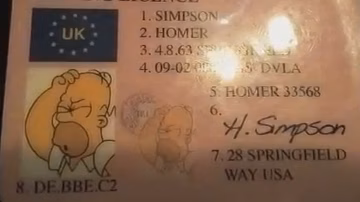 UK
1. SIMPSON
2. HOMER
3. 4.8.63
4. 09-02 DVLA
5. HOMER 33568
6.
H. Simpson
7. 28 SPRINGFIELD
WAY USA
8. DE.BBE.C2